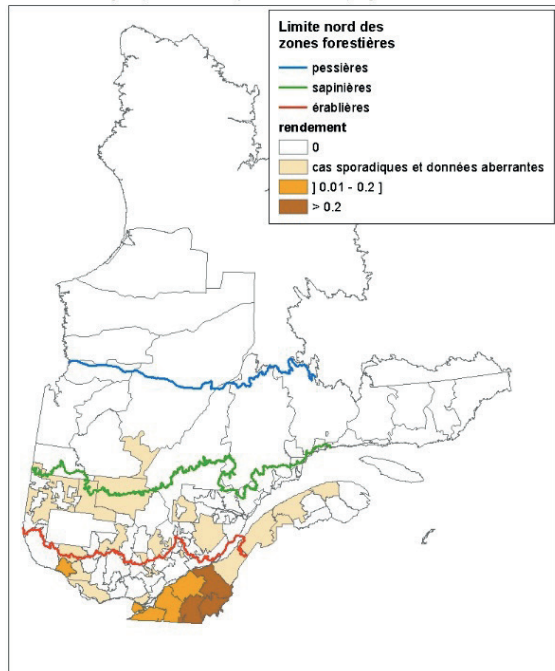 Limite nord des
zones forestières
pessières
sapinières
érablières
rendement
0
cas sporadiques et données aberrantes
] 0.01 - 0.2 ]
> 0.2